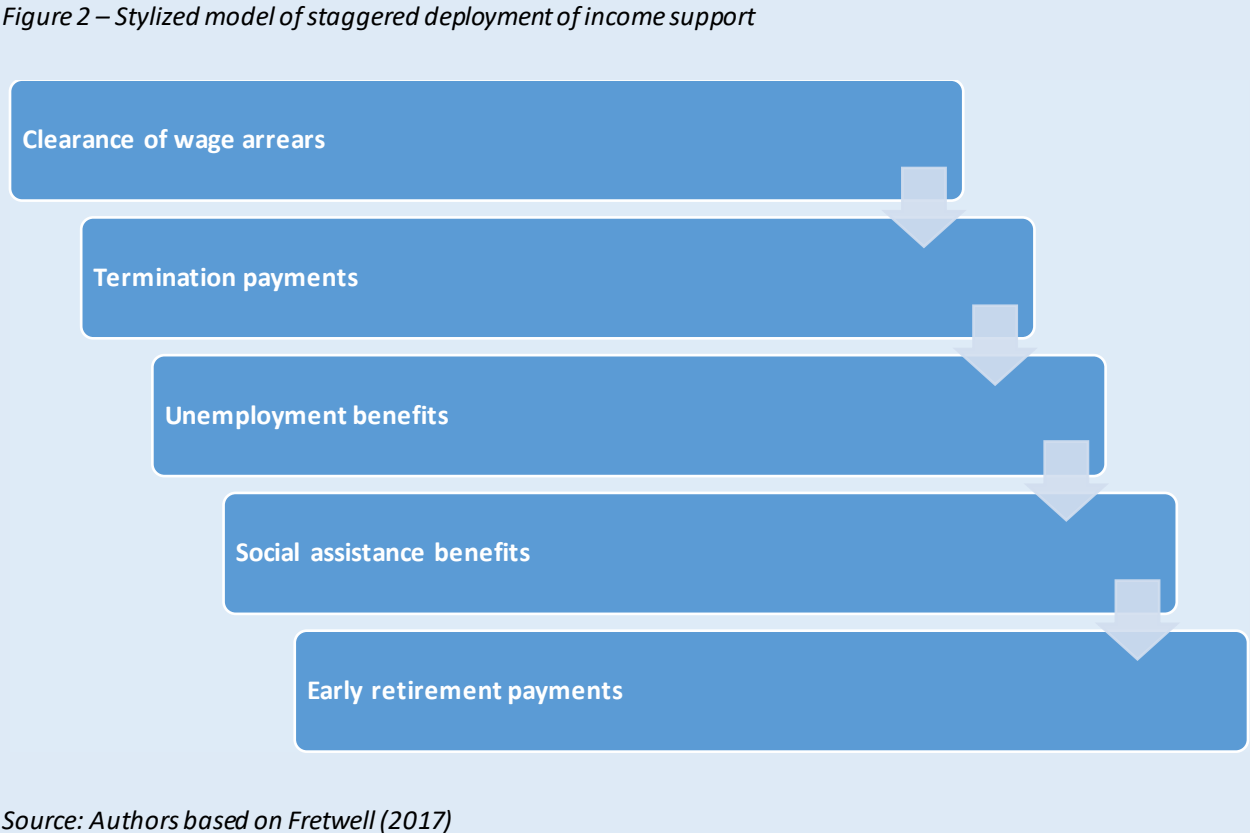 Figure 2 – Stylized model of staggered deployment of income support
Clearance of wage arrears
Termination payments
Unemployment benefits
Social assistance benefits
Early retirement payments
Source: Authors based on Fretwell (2017)